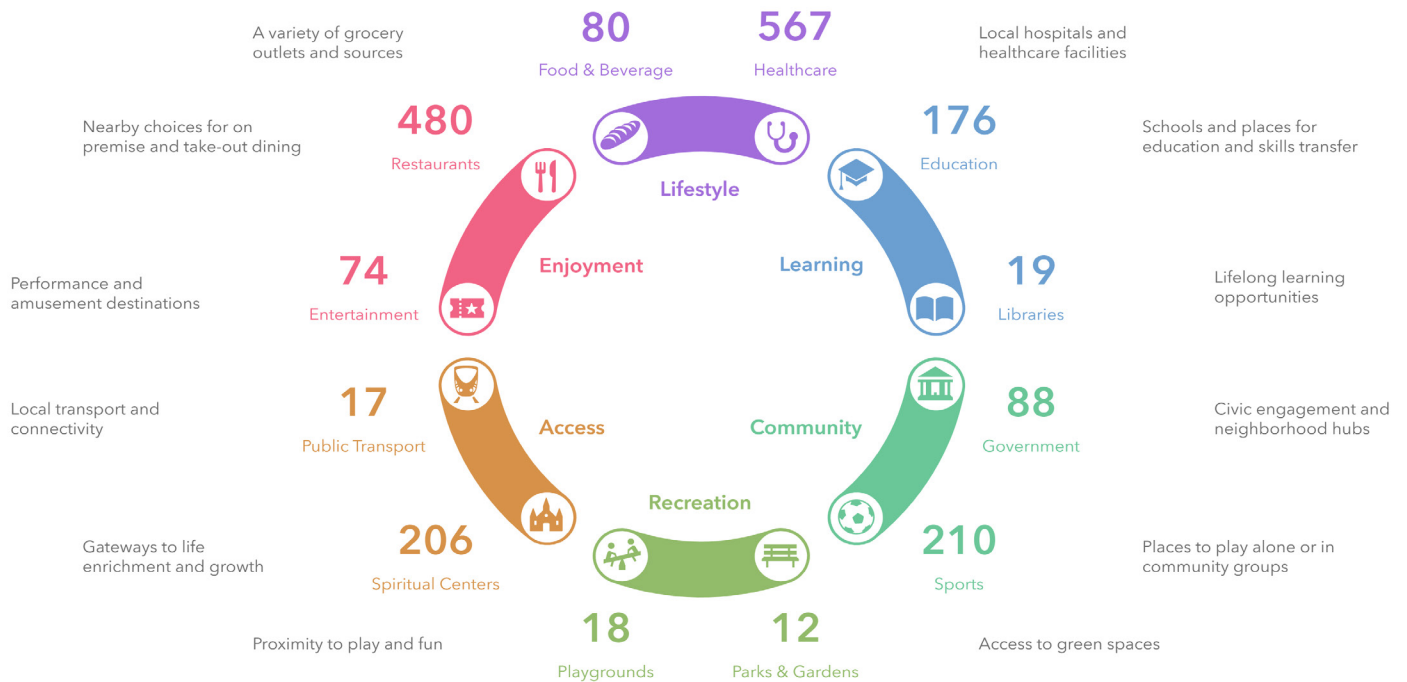 80
567
A variety of grocery
outlets and sources
Food & Beverage
Healthcare
Local hospitals and
healthcare facilities
480
176
Nearby choices for on
premise and take-out dining
Restaurants
Education
Schools and places for
education and skills transfer
Lifestyle
Enjoyment
Learning
74
19
Performance and
amusement destinations
Entertainment
Libraries
Lifelong learning
opportunities
17
88
Local transport and
connectivity
Public Transport
Access
Community
Government
Civic engagement and
neighborhood hubs
Recreation
206
210
Gateways to life
enrichment and growth
Spiritual Centers
Sports
Places to play alone or in
community groups
18
12
Proximity to play and fun
Playgrounds
Parks & Gardens
Access to green spaces